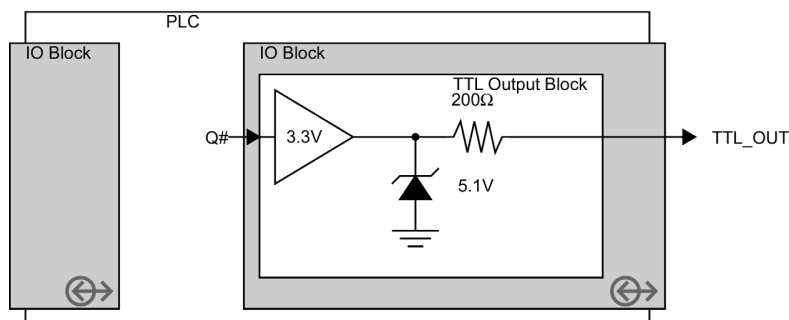 PLC
IO Block
IO Block
TTL Output Block
200Ω
Q#
3.3V
TTL_OUT
5.1V